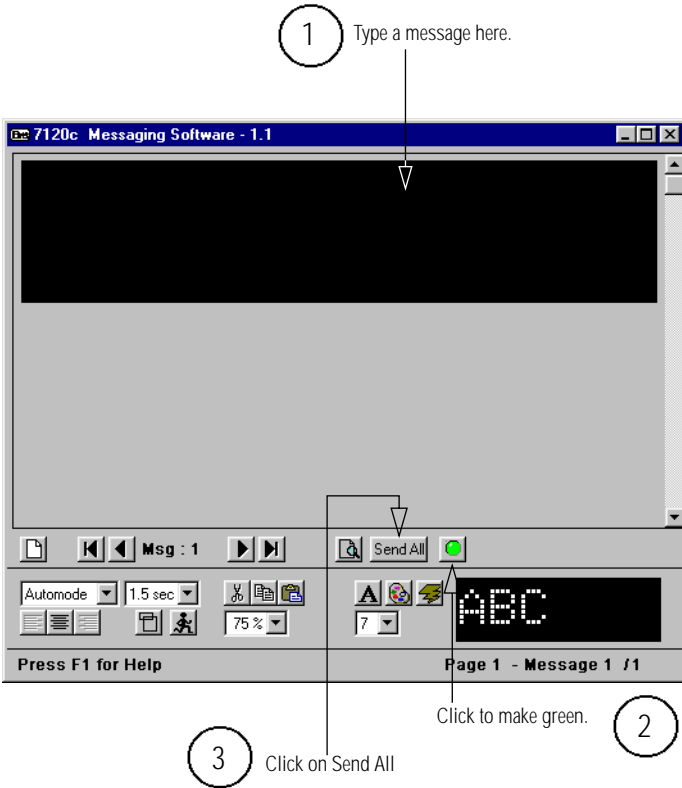 1 Type a message here.
7120c Messaging Software - 1.1
Msg : 1 Send All
Automode 1.5 sec
A
75 % 7
ABC
Press F1 for Help Page 1 - Message 1 /1
Click to make green. 2
3 Click on Send All